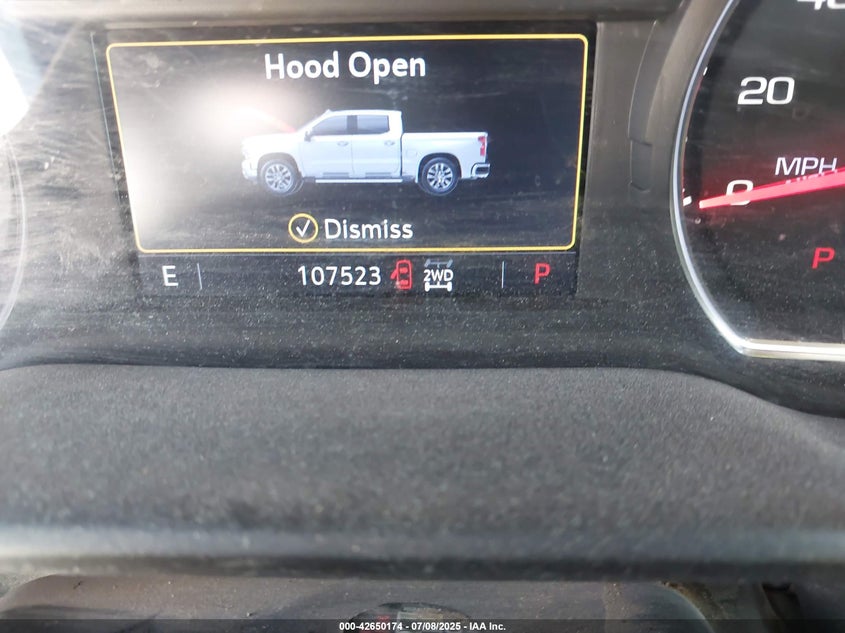 Hood Open
Dismiss
E 107523 2WD P
20
MPH
0
P
000-42650174 - 07/08/2025 - IAA Inc.